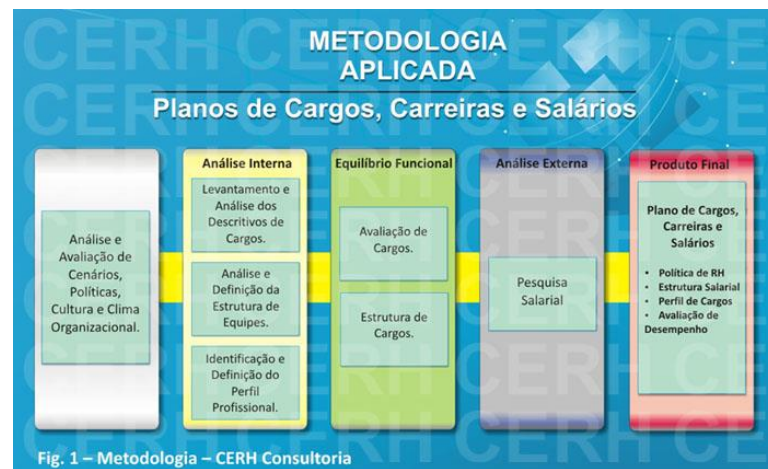 METODOLOGIA
APLICADA
Planos de Cargos, Carreiras e Salários
Análise e
Avaliação de
Cenários,
Políticas,
Cultura e Clima
Organizacional.
Análise Interna
Levantamento e
Análise dos
Descritivos de
Cargos.
Análise e
Definição da
Estrutura de
Equipes.
Identificação e
Definição do
Perfil
Profissional.
Equilíbrio Funcional
Avaliação de
Cargos.
Estrutura de
Cargos.
Análise Externa
Pesquisa
Salarial
Produto Final
Plano de Cargos,
Carreiras e
Salários
• Política de RH
• Estrutura Salarial
• Perfil de Cargos
• Avaliação de
Desempenho
Fig. 1 – Metodologia – CERH Consultoria